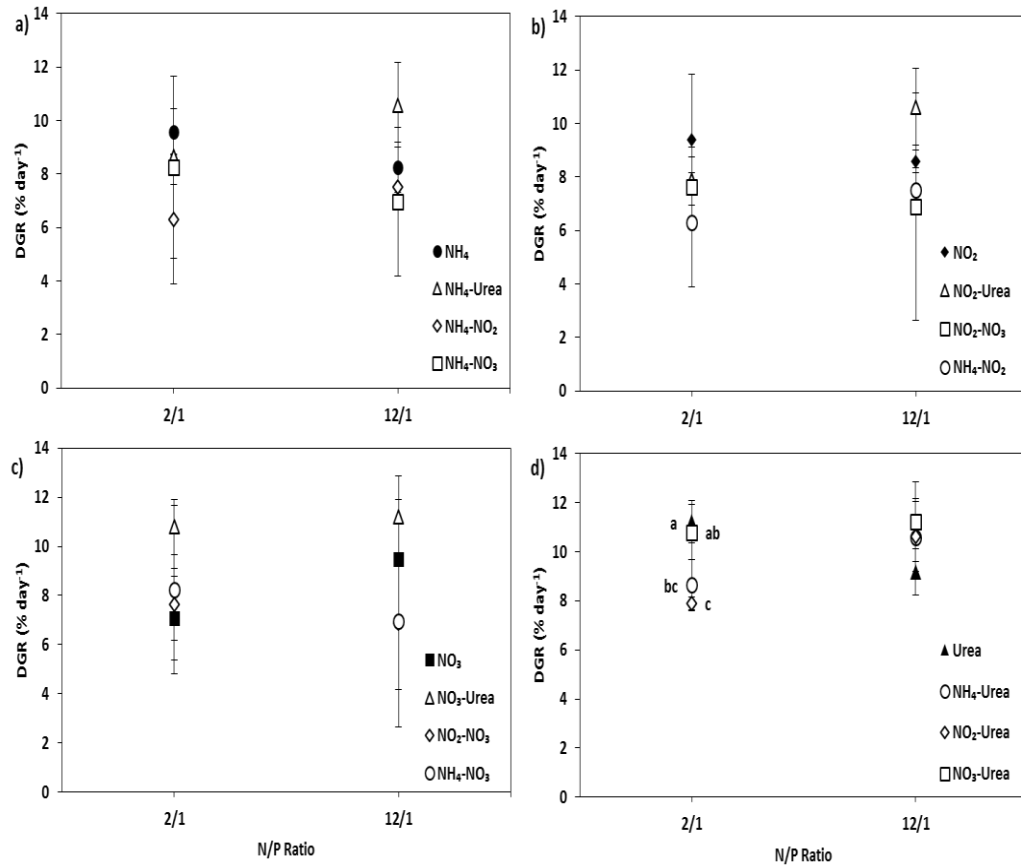 a)
14
12
10
8
6
4
2
0
DGR (% day⁻¹)
2/1
12/1
NH₄
NH₄-Urea
NH₄-NO₂
NH₄-NO₃
b)
14
12
10
8
6
4
2
0
DGR (% day⁻¹)
2/1
12/1
NO₂
NO₂-Urea
NO₂-NO₃
NH₄-NO₂
c)
14
12
10
8
6
4
2
0
DGR (% day⁻¹)
2/1
12/1
N/P Ratio
NO₃
NO₃-Urea
NO₂-NO₃
NH₄-NO₃
d)
14
12
10
8
6
4
2
0
DGR (% day⁻¹)
a
ab
bc
c
2/1
12/1
N/P Ratio
Urea
NH₄-Urea
NO₂-Urea
NO₃-Urea